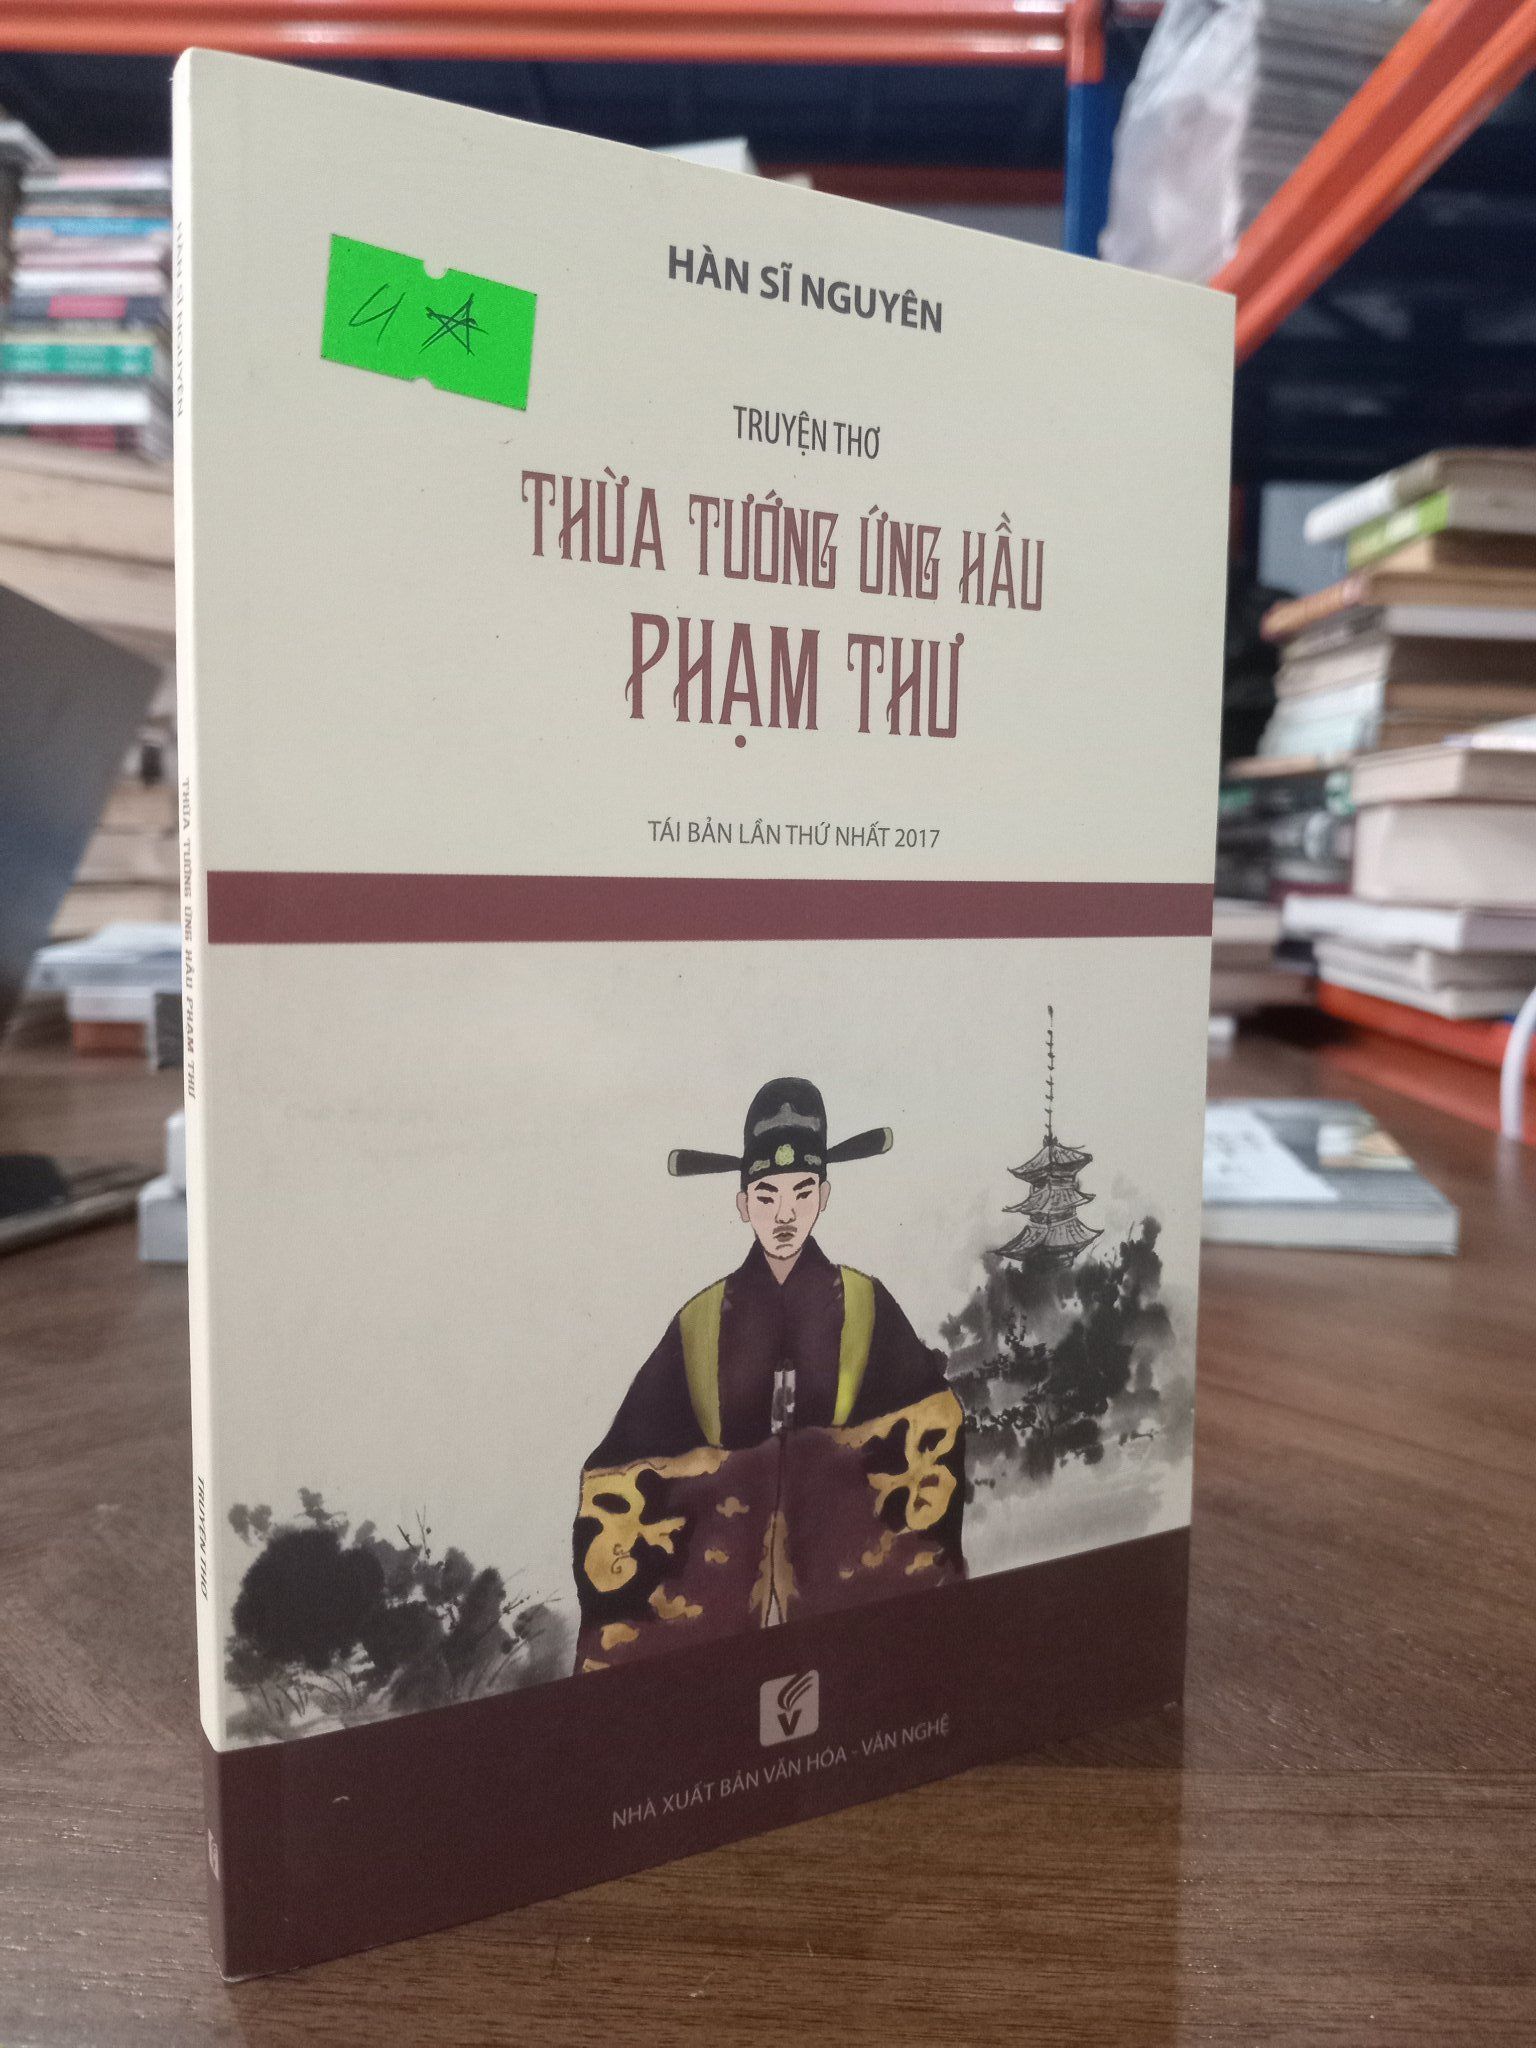 HÀN SĨ NGUYÊN
TRUYỆN THƠ
THỪA TƯỚNG ỨNG HẦU
PHẠM THƯ
TÁI BẢN LẦN THỨ NHẤT 2017
V
NHÀ XUẤT BẢN VĂN HÓA - VĂN NGHỆ
HÀN SĨ NGUYÊN
THỪA TƯỚNG ỨNG HẦU PHẠM THƯ
TRUYỆN THƠ